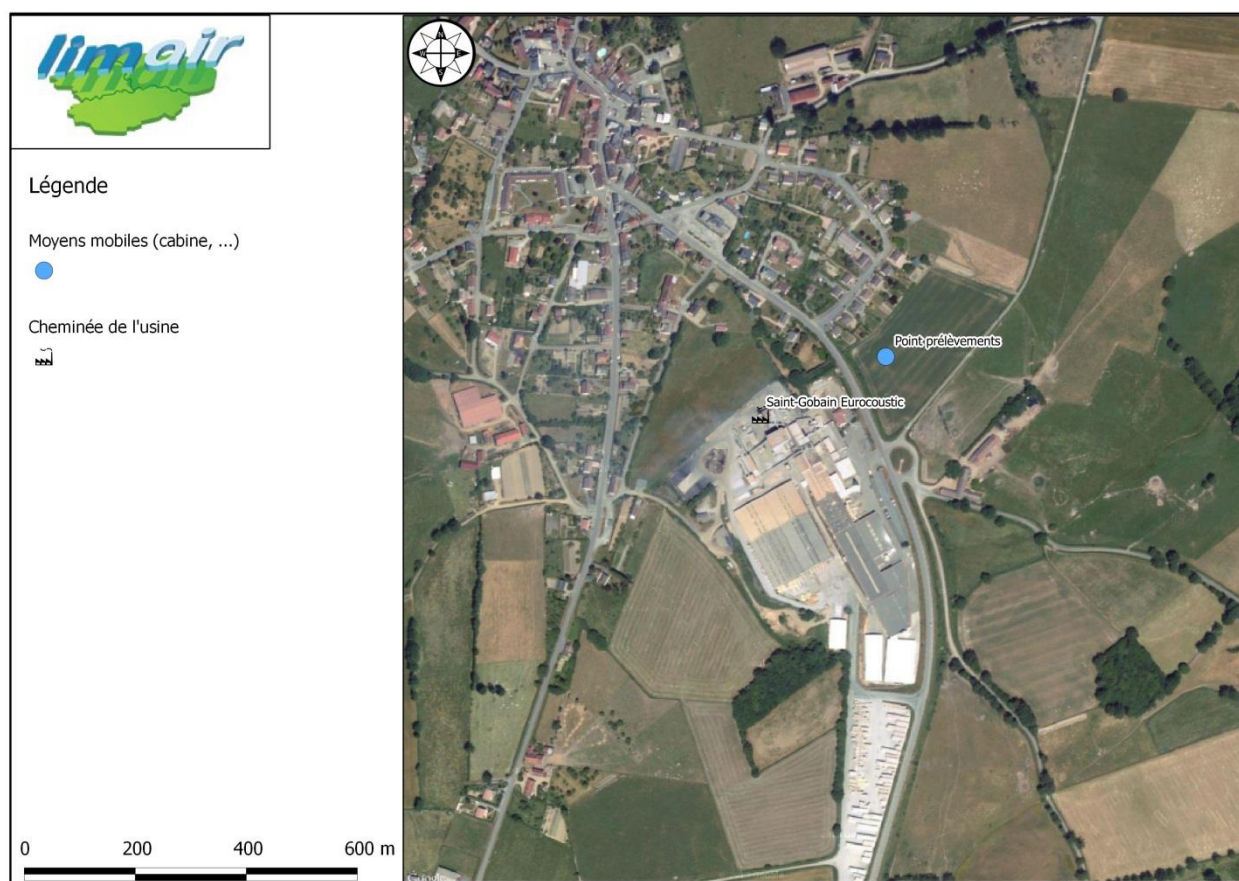 limair
Légende
Moyens mobiles (cabine, ...)
Cheminée de l'usine
0 200 400 600 m
N
W E
S
Point prélèvements
Saint-Gobain Eurocoustic